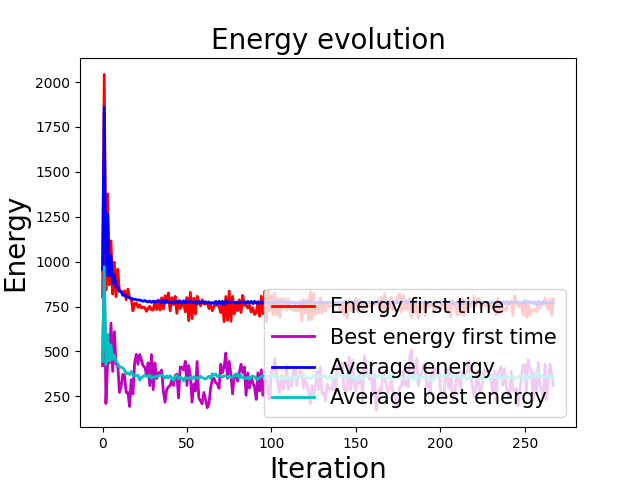 Energy evolution
Energy
2000
1750
1500
1250
1000
750
500
250
Energy first time
Best energy first time
Average energy
Average best energy
0 50 100 150 200 250
Iteration